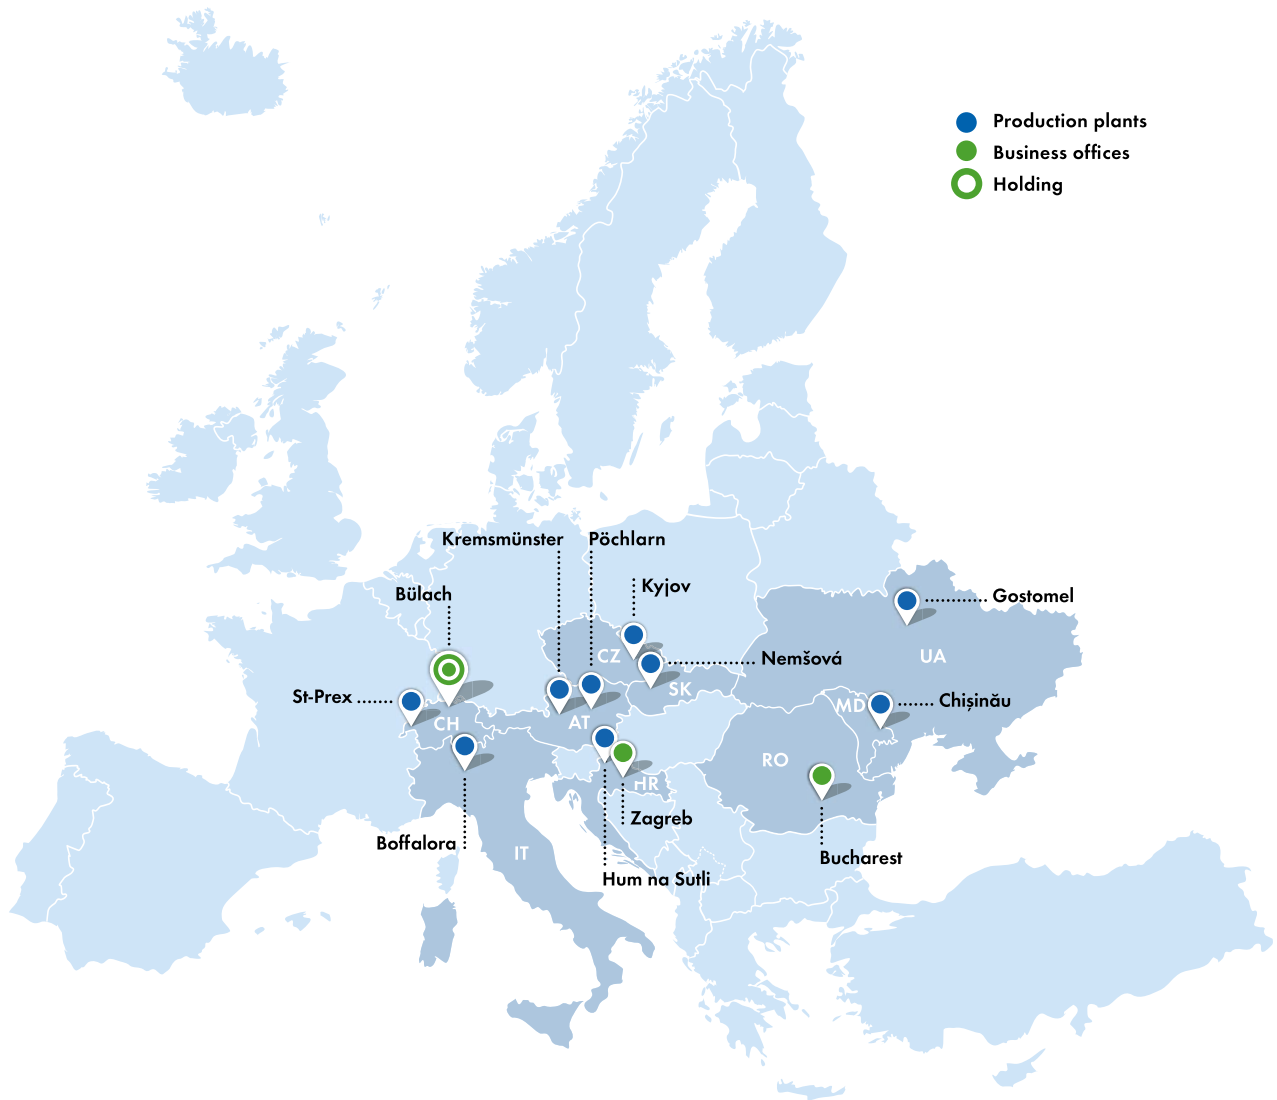 Production plants
Business offices
Holding
Kremsmünster
Pöchlarn
Kyjov
Bülach
Gostomel
CZ
Nemšová
UA
St-Prex
SK
MD
Chișinău
CH
AT
RO
HR
Zagreb
Boffalora
IT
Bucharest
Hum na Sutli